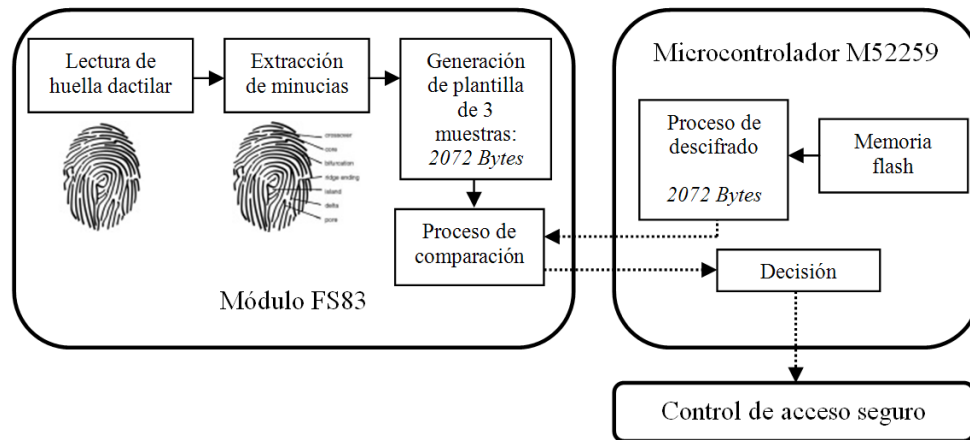 Lectura de
huella dactilar
Extracción
de minucias
Generación
de plantilla
de 3
muestras:
2072 Bytes
crossover
core
bifurcation
ridge ending
island
delta
pore
Proceso de
comparación
Módulo FS83
Microcontrolador M52259
Proceso de
descifrado
2072 Bytes
Memoria
flash
Decisión
Control de acceso seguro